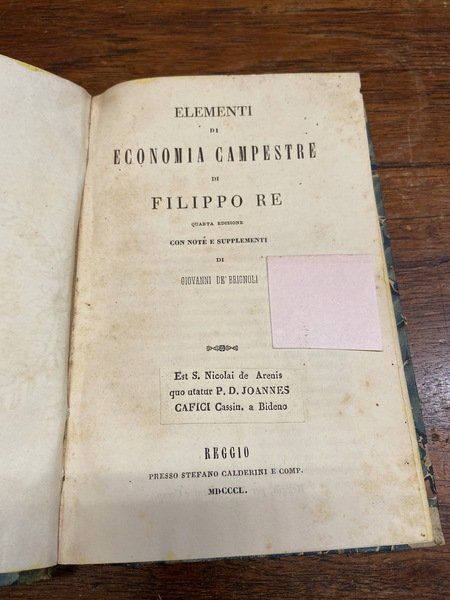 ELEMENTI
DI
ECONOMIA CAMPESTRE
DI
FILIPPO RE
QUARTA EDIZIONE
CON NOTE E SUPPLEMENTI
DI
GIOVANNI DE' BRIGNOLI
Est S. Nicolai de Arenis
quo utatur P. D. JOANNES
CAFICI Cassin. a Bideno
REGGIO
PRESSO STEFANO CALDERINI E COMP.
MDCCCL.